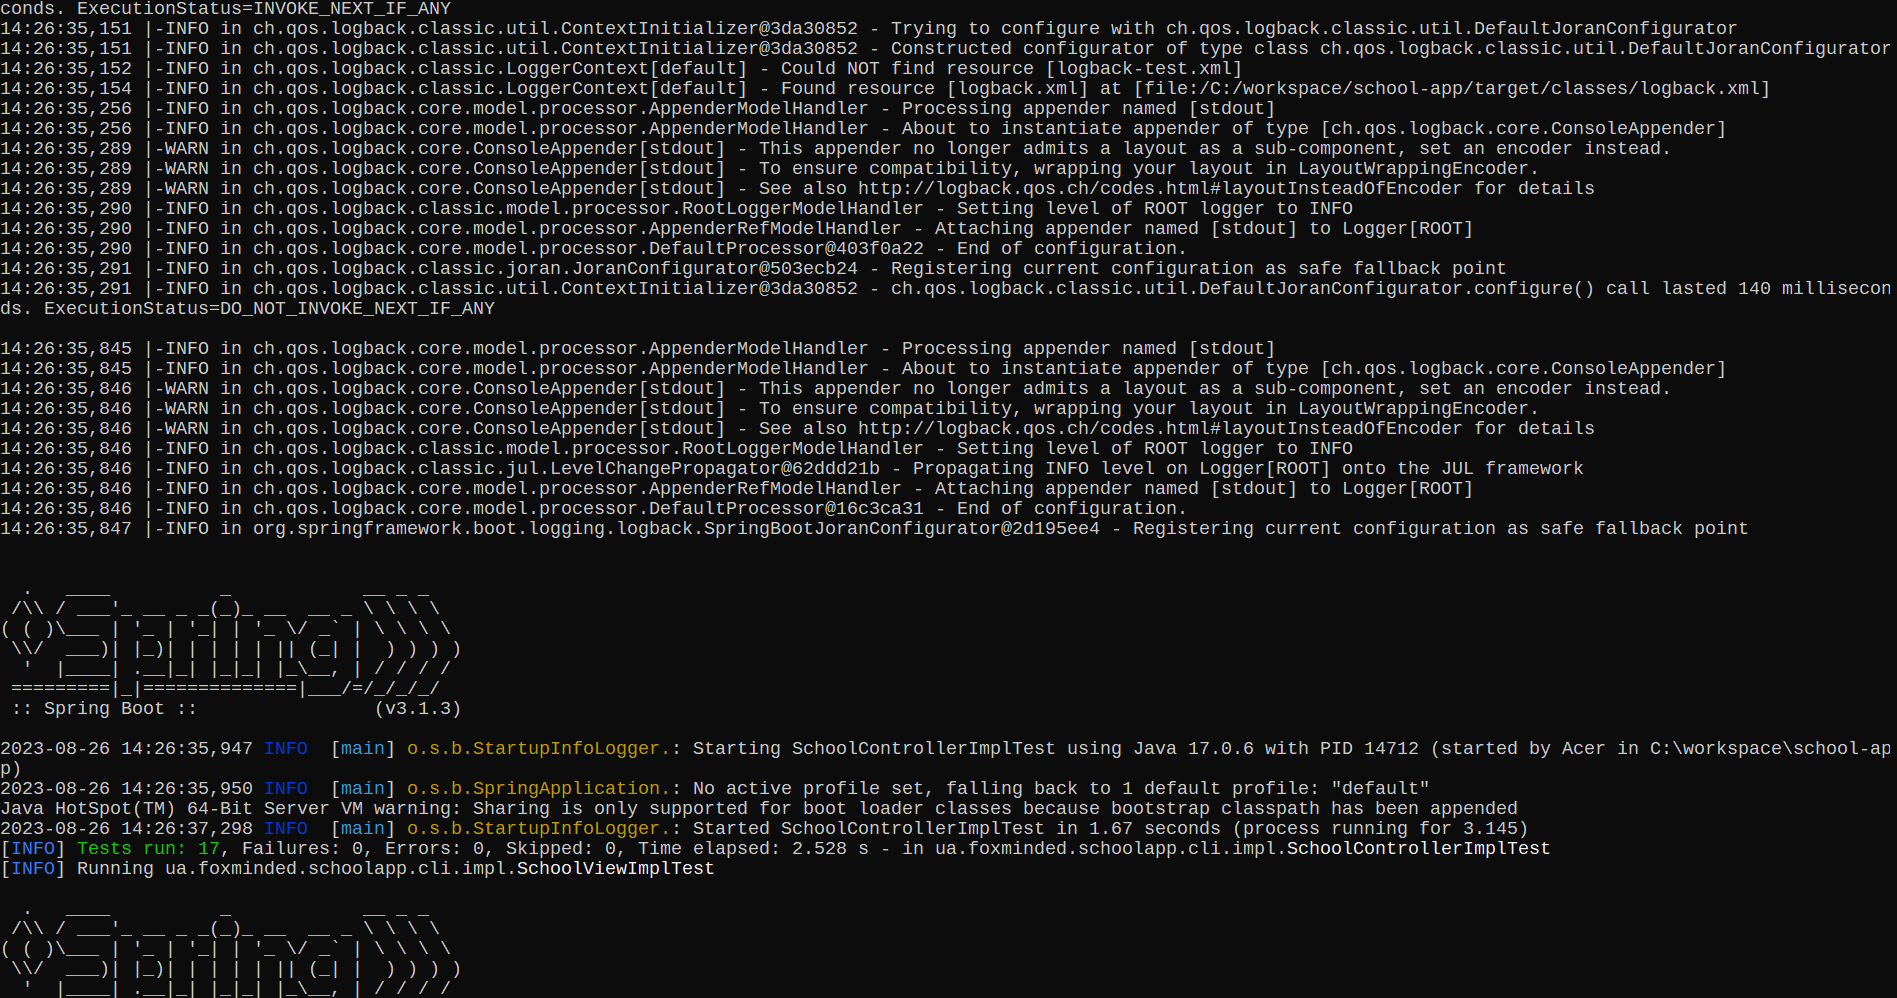 conds. ExecutionStatus=INVOKE_NEXT_IF_ANY
14:26:35,151 |-INFO in ch.qos.logback.classic.util.ContextInitializer@3da30852 - Trying to configure with ch.qos.logback.classic.util.DefaultJoranConfigurator
14:26:35,151 |-INFO in ch.qos.logback.classic.util.ContextInitializer@3da30852 - Constructed configurator of type class ch.qos.logback.classic.util.DefaultJoranConfigurator
14:26:35,152 |-INFO in ch.qos.logback.classic.LoggerContext[default] - Could NOT find resource [logback-test.xml]
14:26:35,154 |-INFO in ch.qos.logback.classic.LoggerContext[default] - Found resource [logback.xml] at [file:/C:/workspace/school-app/target/classes/logback.xml]
14:26:35,256 |-INFO in ch.qos.logback.core.model.processor.AppenderModelHandler - Processing appender named [stdout]
14:26:35,256 |-INFO in ch.qos.logback.core.model.processor.AppenderModelHandler - About to instantiate appender of type [ch.qos.logback.core.ConsoleAppender]
14:26:35,289 |-WARN in ch.qos.logback.core.ConsoleAppender[stdout] - This appender no longer admits a layout as a sub-component, set an encoder instead.
14:26:35,289 |-WARN in ch.qos.logback.core.ConsoleAppender[stdout] - To ensure compatibility, wrapping your layout in LayoutWrappingEncoder.
14:26:35,289 |-WARN in ch.qos.logback.core.ConsoleAppender[stdout] - See also http://logback.qos.ch/codes.html#layoutInsteadOfEncoder for details
14:26:35,290 |-INFO in ch.qos.logback.classic.model.processor.RootLoggerModelHandler - Setting level of ROOT logger to INFO
14:26:35,290 |-INFO in ch.qos.logback.core.model.processor.AppenderRefModelHandler - Attaching appender named [stdout] to Logger[ROOT]
14:26:35,290 |-INFO in ch.qos.logback.core.model.processor.DefaultProcessor@403f0a22 - End of configuration.
14:26:35,291 |-INFO in ch.qos.logback.classic.joran.JoranConfigurator@503ecb24 - Registering current configuration as safe fallback point
14:26:35,291 |-INFO in ch.qos.logback.classic.util.ContextInitializer@3da30852 - ch.qos.logback.classic.util.DefaultJoranConfigurator.configure() call lasted 140 millisecon
ds. ExecutionStatus=DO_NOT_INVOKE_NEXT_IF_ANY
14:26:35,845 |-INFO in ch.qos.logback.core.model.processor.AppenderModelHandler - Processing appender named [stdout]
14:26:35,845 |-INFO in ch.qos.logback.core.model.processor.AppenderModelHandler - About to instantiate appender of type [ch.qos.logback.core.ConsoleAppender]
14:26:35,846 |-WARN in ch.qos.logback.core.ConsoleAppender[stdout] - This appender no longer admits a layout as a sub-component, set an encoder instead.
14:26:35,846 |-WARN in ch.qos.logback.core.ConsoleAppender[stdout] - To ensure compatibility, wrapping your layout in LayoutWrappingEncoder.
14:26:35,846 |-WARN in ch.qos.logback.core.ConsoleAppender[stdout] - See also http://logback.qos.ch/codes.html#layoutInsteadOfEncoder for details
14:26:35,846 |-INFO in ch.qos.logback.classic.model.processor.RootLoggerModelHandler - Setting level of ROOT logger to INFO
14:26:35,846 |-INFO in ch.qos.logback.classic.jul.LevelChangePropagator@62ddd21b - Propagating INFO level on Logger[ROOT] onto the JUL framework
14:26:35,846 |-INFO in ch.qos.logback.core.model.processor.AppenderRefModelHandler - Attaching appender named [stdout] to Logger[ROOT]
14:26:35,846 |-INFO in ch.qos.logback.core.model.processor.DefaultProcessor@16c3ca31 - End of configuration.
14:26:35,847 |-INFO in org.springframework.boot.logging.logback.SpringBootJoranConfigurator@2d195ee4 - Registering current configuration as safe fallback point
  .   ____          _            __ _ _
 /\\ / ___'_ __ _ _(_)_ __  __ _ \ \ \ \
( ( )\___ | '_ | '_| | '_ \/ _` | \ \ \ \
 \\/  ___)| |_)| | | | | || (_| |  ) ) ) )
  '  |____| .__|_| |_|_| |_\__, | / / / /
 =========|_|==============|___/=/_/_/_/
 :: Spring Boot ::                (v3.1.3)
2023-08-26 14:26:35,947 INFO  [main] o.s.b.StartupInfoLogger.: Starting SchoolControllerImplTest using Java 17.0.6 with PID 14712 (started by Acer in C:\workspace\school-ap
p)
2023-08-26 14:26:35,950 INFO  [main] o.s.b.SpringApplication.: No active profile set, falling back to 1 default profile: "default"
Java HotSpot(TM) 64-Bit Server VM warning: Sharing is only supported for boot loader classes because bootstrap classpath has been appended
2023-08-26 14:26:37,298 INFO  [main] o.s.b.StartupInfoLogger.: Started SchoolControllerImplTest in 1.67 seconds (process running for 3.145)
[INFO] Tests run: 17, Failures: 0, Errors: 0, Skipped: 0, Time elapsed: 2.528 s - in ua.foxminded.schoolapp.cli.impl.SchoolControllerImplTest
[INFO] Running ua.foxminded.schoolapp.cli.impl.SchoolViewImplTest
  .   ____          _            __ _ _
 /\\ / ___'_ __ _ _(_)_ __  __ _ \ \ \ \
( ( )\___ | '_ | '_| | '_ \/ _` | \ \ \ \
 \\/  ___)| |_)| | | | | || (_| |  ) ) ) )
  '  |____| .__|_| |_|_| |_\__, | / / / /